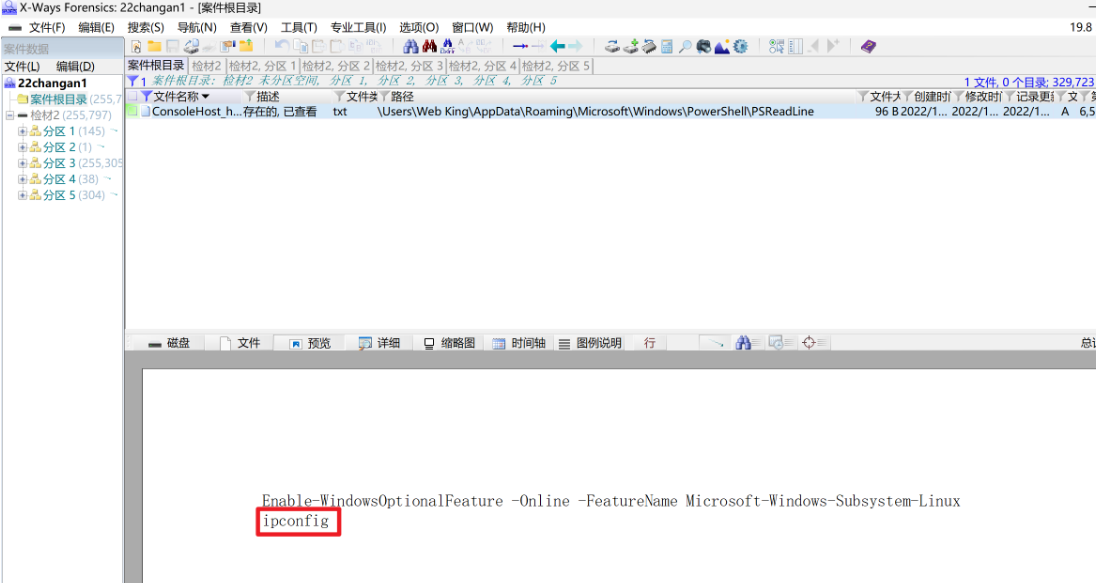 X-Ways Forensics: 22changan1 - [案件根目录]
文件(F) 编辑(E) 搜索(S) 导航(N) 查看(V) 工具(T) 专业工具(I) 选项(O) 窗口(W) 帮助(H) 19.8
案件数据
文件(L) 编辑(D)
案件根目录 检材2 检材2, 分区 1 检材2, 分区 2 检材2, 分区 3 检材2, 分区 4 检材2, 分区 5
1 案件根目录: 检材2 未分区空间, 分区 1, 分区 2, 分区 3, 分区 4, 分区 5 1 文件, 0 个目录; 329,723
22changan1
案件根目录 (255,7
检材2 (255,797)
分区 1 (145)
分区 2 (1)
分区 3 (255,305
分区 4 (38)
分区 5 (304)
文件名称 描述 文件类 路径 文件大 创建时 修改时 记录更 文
ConsoleHost_h... 存在的, 已查看 txt \Users\Web King\AppData\Roaming\Microsoft\Windows\PowerShell\PSReadLine 96 B 2022/1... 2022/1... 2022/1... A 6,5
磁盘 文件 预览 详细 缩略图 时间轴 图例说明 行
Enable-WindowsOptionalFeature -Online -FeatureName Microsoft-Windows-Subsystem-Linux
ipconfig